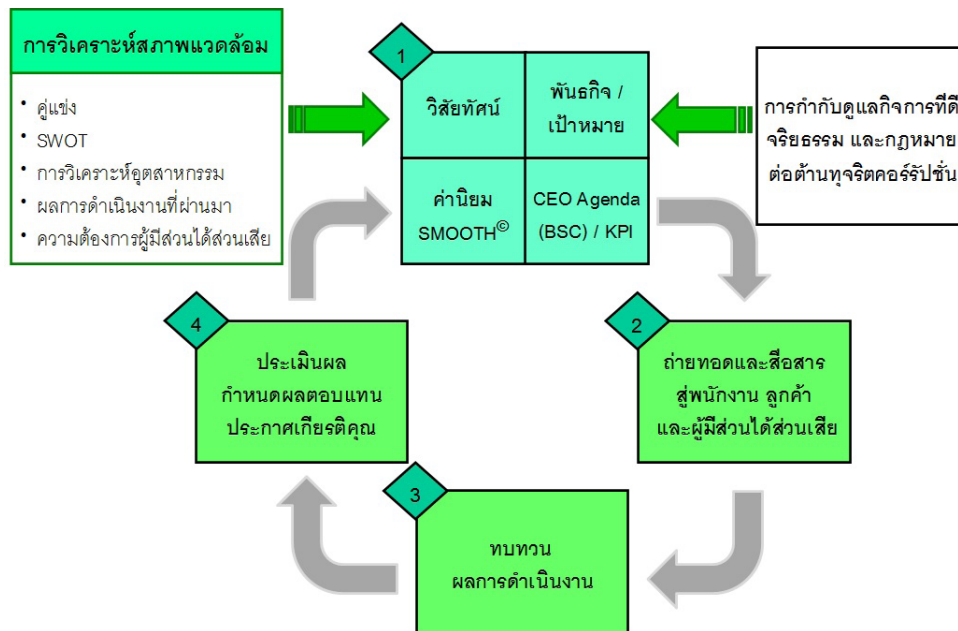 การวิเคราะห์สภาพแวดล้อม
• คู่แข่ง
• SWOT
• การวิเคราะห์อุตสาหกรรม
• ผลการดำเนินงานที่ผ่านมา
• ความต้องการผู้มีส่วนได้ส่วนเสีย
1
วิสัยทัศน์
พันธกิจ /
เป้าหมาย
ค่านิยม
SMOOTH©
CEO Agenda
(BSC) / KPI
การกำกับดูแลกิจการที่ดี
จริยธรรม และกฎหมาย
ต่อต้านทุจริตคอร์รัปชั่น
2
ถ่ายทอดและสื่อสาร
สู่พนักงาน ลูกค้า
และผู้มีส่วนได้ส่วนเสีย
3
ทบทวน
ผลการดำเนินงาน
4
ประเมินผล
กำหนดผลตอบแทน
ประกาศเกียรติคุณ